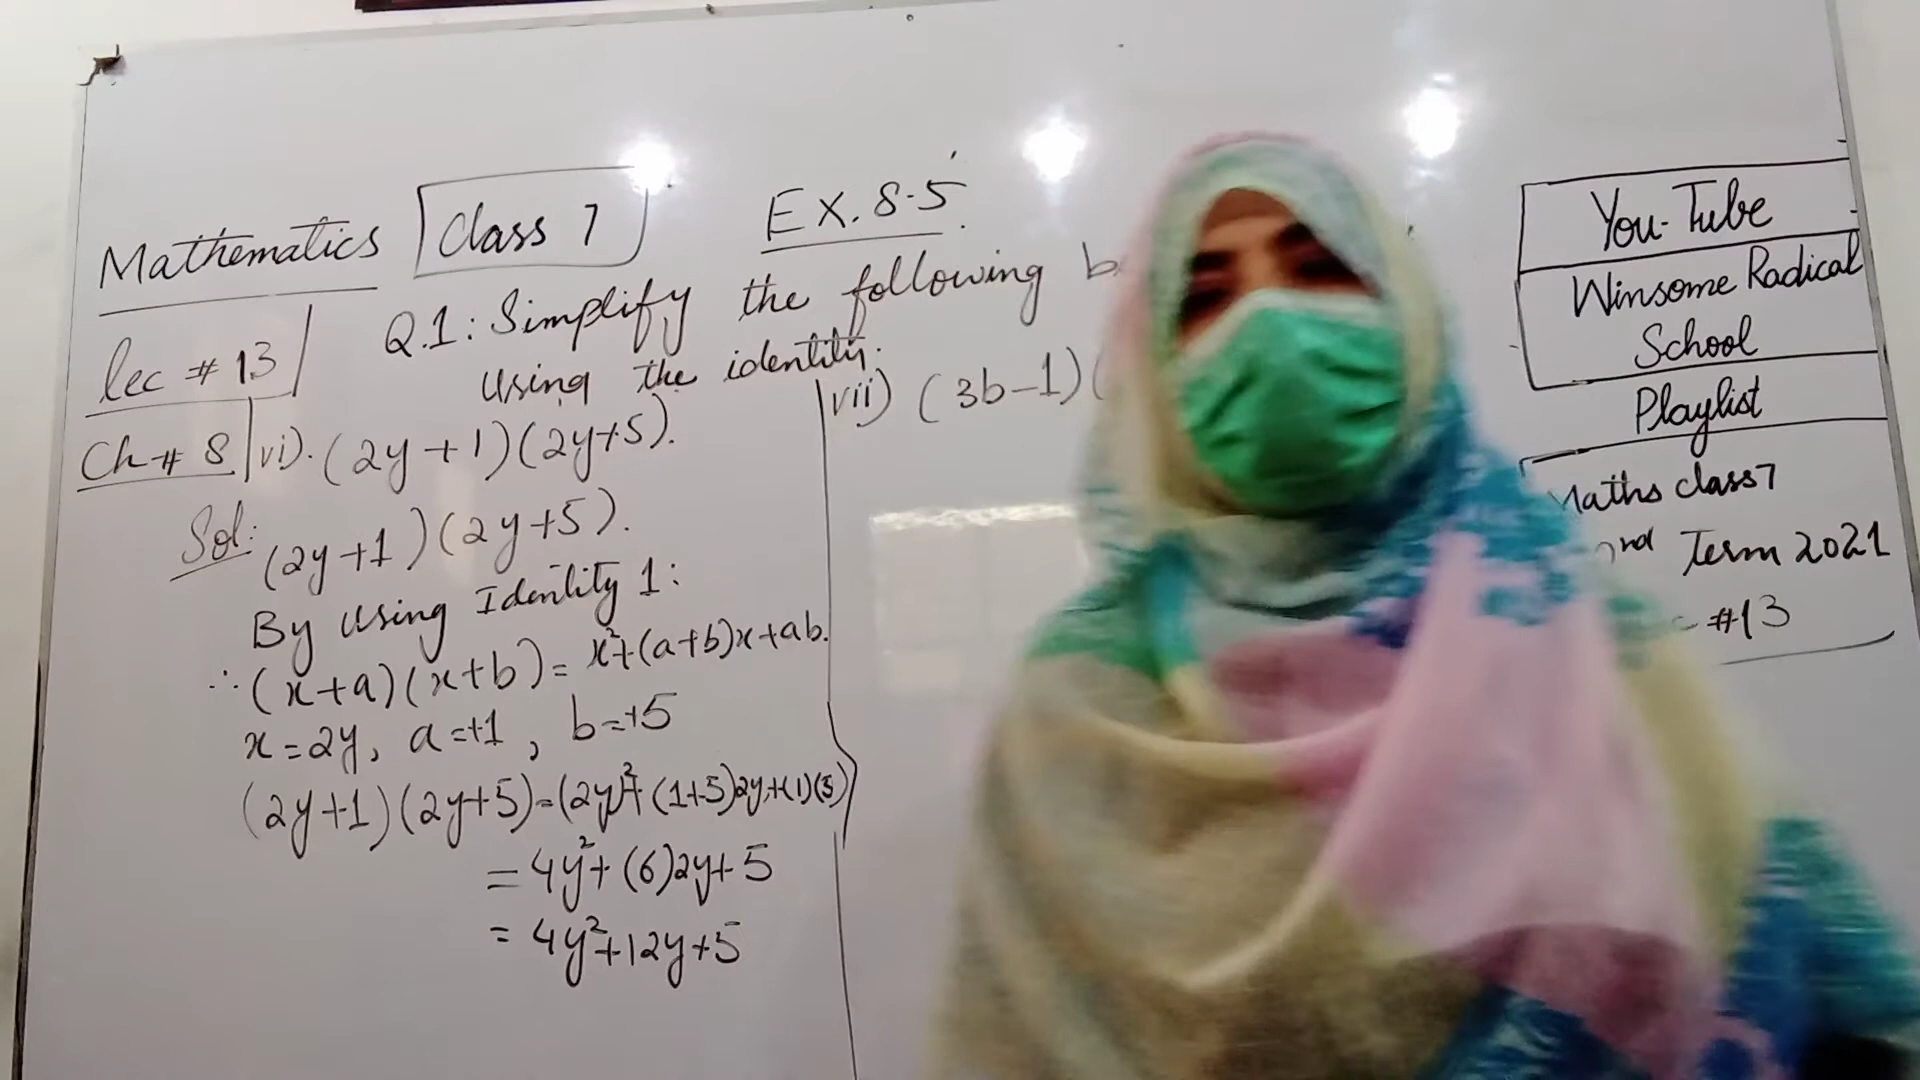 Mathematics
Class 7
EX. 8.5
lec # 13
Q.1: Simplify the following
using the identity.
Ch # 8
vi). (2y+1)(2y+5).
Sol: (2y+1)(2y+5).
By using Identity 1:
∴ (x+a)(x+b) = x²+(a+b)x+ab.
x=2y, a=+1, b=+5
(2y+1)(2y+5)=(2y)²+(1+5)2y+(1)(5)
= 4y²+(6)2y+5
= 4y²+12y+5
vii) (3b-1)(
You-Tube
Winsome Radical
School
Playlist
Maths class 7
Term 2021
#13